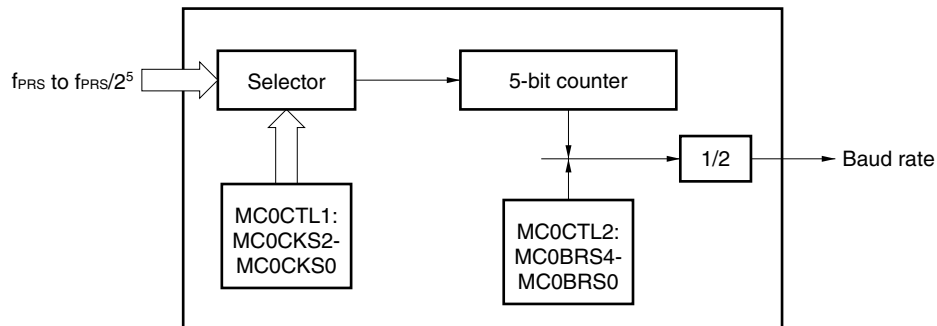 fPRS to fPRS/2⁵
Selector
5-bit counter
1/2
Baud rate
MC0CTL1:
MC0CKS2-
MC0CKS0
MC0CTL2:
MC0BRS4-
MC0BRS0